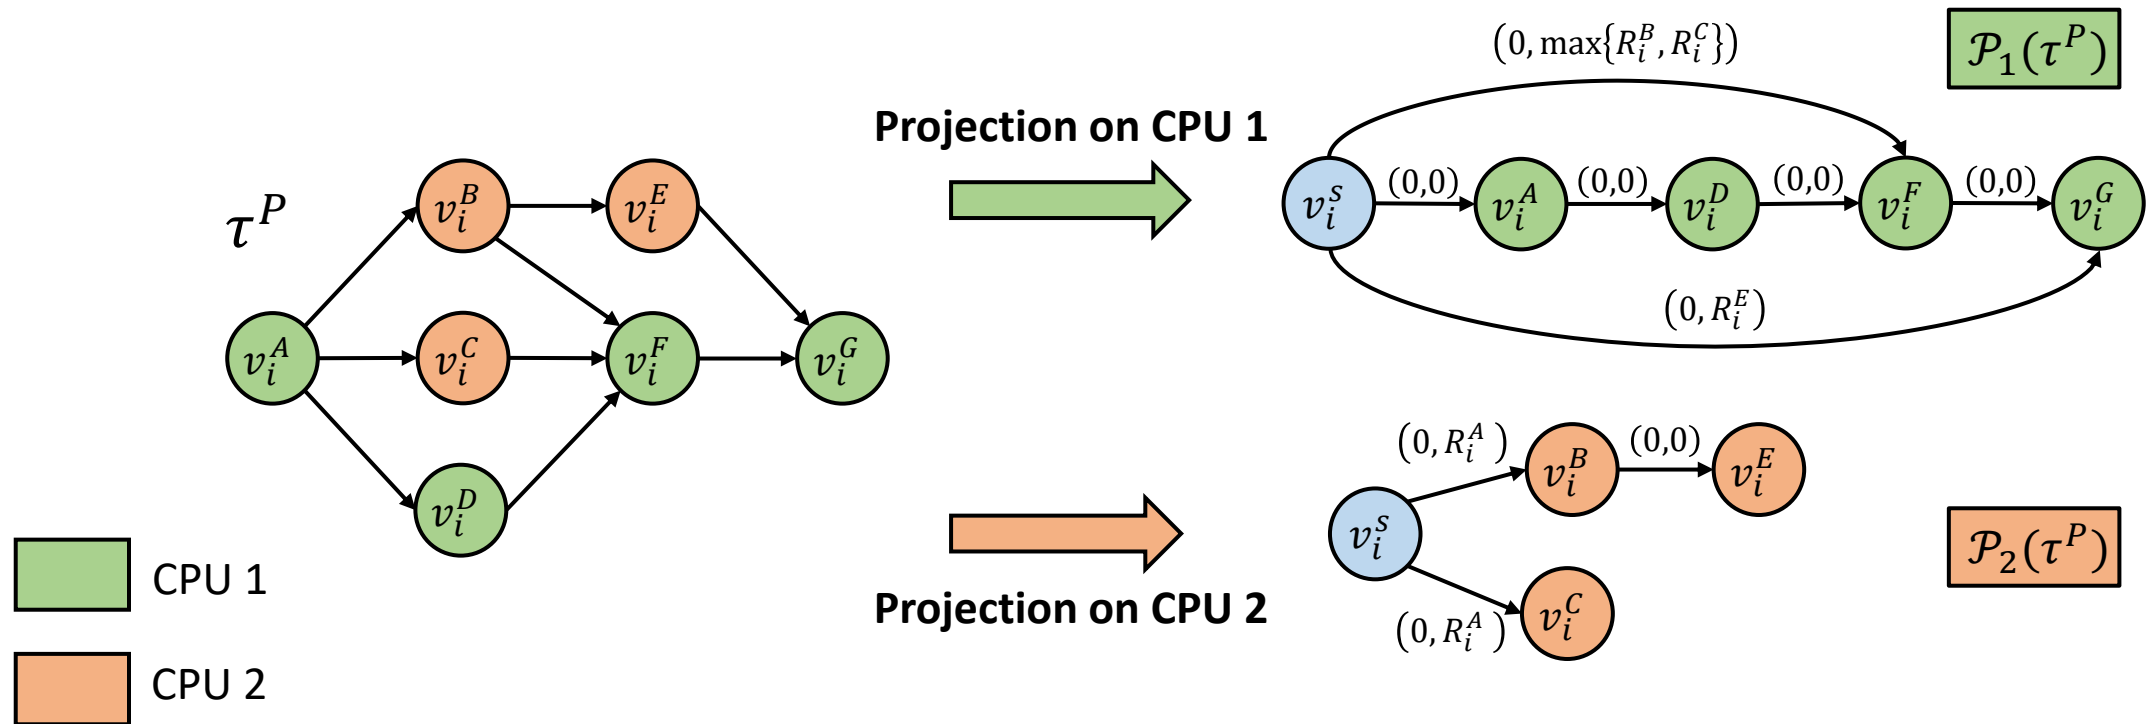 τ^P
v_i^A
v_i^B
v_i^E
v_i^C
v_i^F
v_i^G
v_i^D
CPU 1
CPU 2
Projection on CPU 1
(0, max{R_i^B, R_i^C})
𝒫_1(τ^P)
v_i^s
(0,0)
v_i^A
(0,0)
v_i^D
(0,0)
v_i^F
(0,0)
v_i^G
(0, R_i^E)
Projection on CPU 2
(0, R_i^A)
v_i^s
v_i^B
(0,0)
v_i^E
(0, R_i^A)
v_i^C
𝒫_2(τ^P)